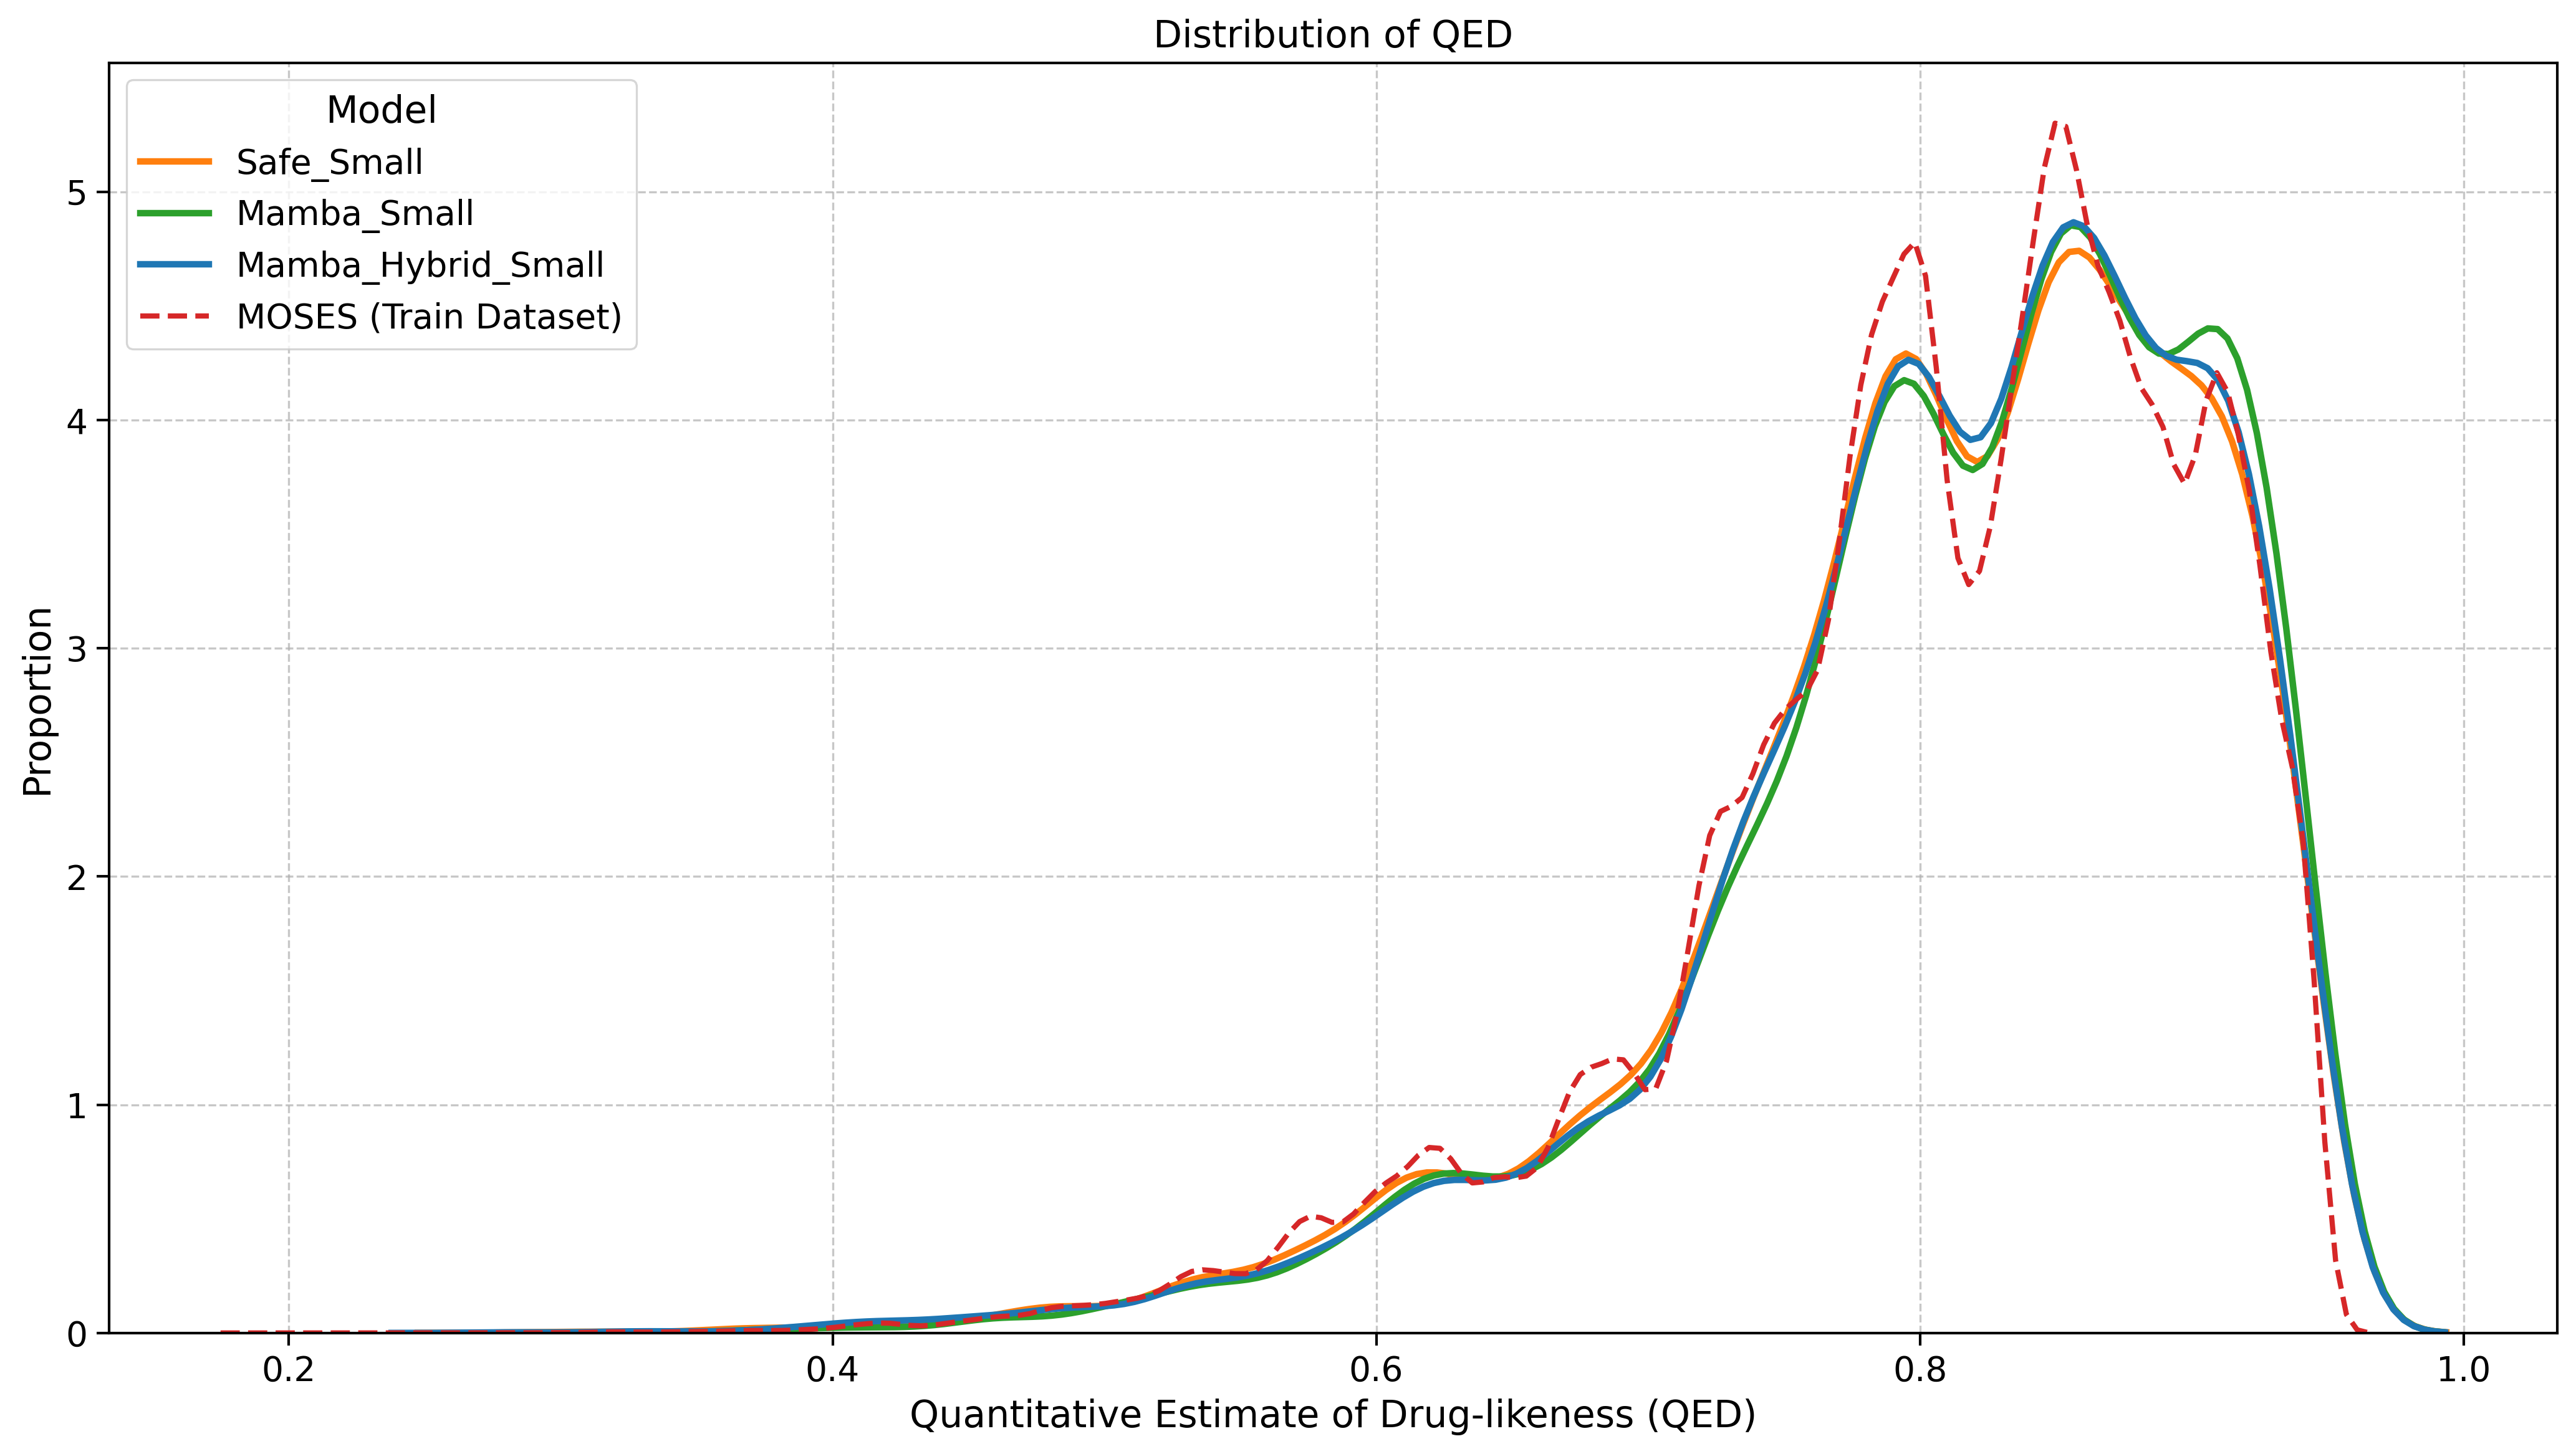 Distribution of QED
Model
Safe_Small
Mamba_Small
Mamba_Hybrid_Small
MOSES (Train Dataset)
Proportion
5
4
3
2
1
0
0.2 0.4 0.6 0.8 1.0
Quantitative Estimate of Drug-likeness (QED)